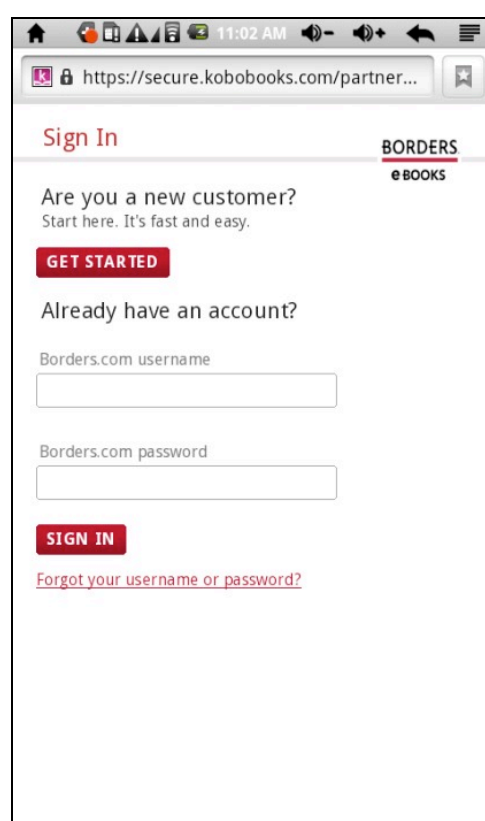 11:02 AM
k https://secure.kobobooks.com/partner...
Sign In
BORDERS.
eBOOKS
Are you a new customer?
Start here. It's fast and easy.
GET STARTED
Already have an account?
Borders.com username
Borders.com password
SIGN IN
Forgot your username or password?